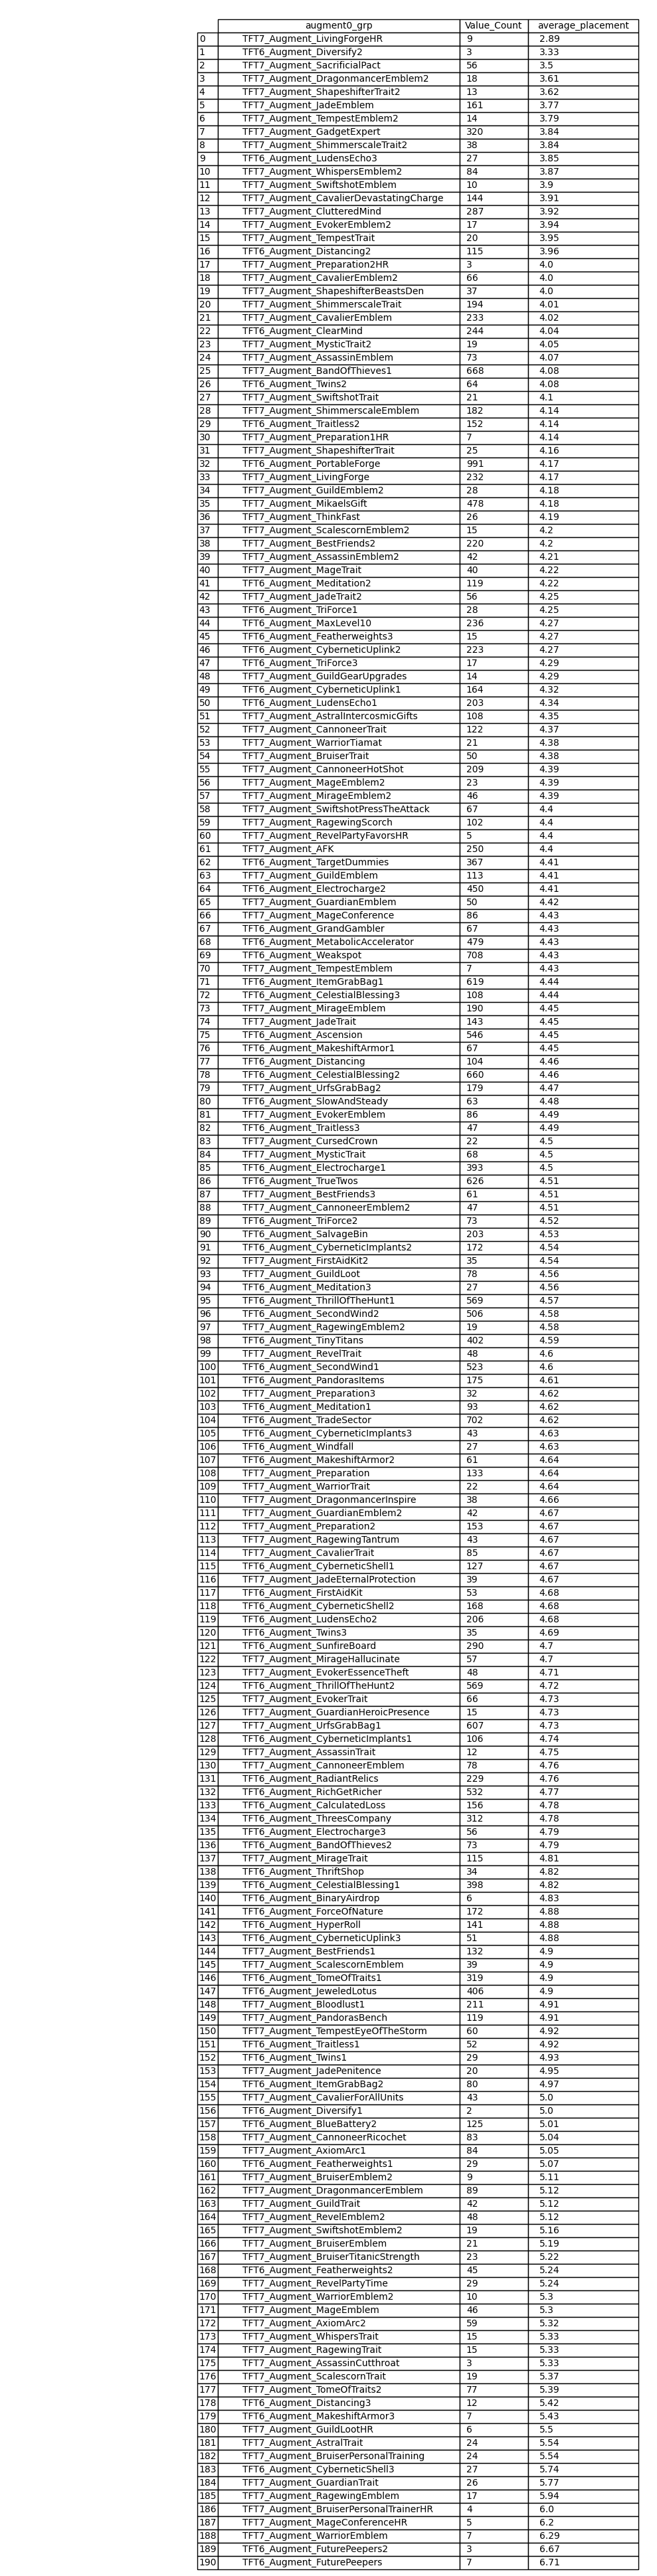 augment0_grp Value_Count average_placement
0 TFT7_Augment_LivingForgeHR 9 2.89
1 TFT6_Augment_Diversify2 3 3.33
2 TFT7_Augment_SacrificialPact 56 3.5
3 TFT7_Augment_DragonmancerEmblem2 18 3.61
4 TFT7_Augment_ShapeshifterTrait2 13 3.62
5 TFT7_Augment_JadeEmblem 161 3.77
6 TFT7_Augment_TempestEmblem2 14 3.79
7 TFT7_Augment_GadgetExpert 320 3.84
8 TFT7_Augment_ShimmerscaleTrait2 38 3.84
9 TFT6_Augment_LudensEcho3 27 3.85
10 TFT7_Augment_WhispersEmblem2 84 3.87
11 TFT7_Augment_SwiftshotEmblem 10 3.9
12 TFT7_Augment_CavalierDevastatingCharge 144 3.91
13 TFT7_Augment_ClutteredMind 287 3.92
14 TFT7_Augment_EvokerEmblem2 17 3.94
15 TFT7_Augment_TempestTrait 20 3.95
16 TFT6_Augment_Distancing2 115 3.96
17 TFT7_Augment_Preparation2HR 3 4.0
18 TFT7_Augment_CavalierEmblem2 66 4.0
19 TFT7_Augment_ShapeshifterBeastsDen 37 4.0
20 TFT7_Augment_ShimmerscaleTrait 194 4.01
21 TFT7_Augment_CavalierEmblem 233 4.02
22 TFT6_Augment_ClearMind 244 4.04
23 TFT7_Augment_MysticTrait2 19 4.05
24 TFT7_Augment_AssassinEmblem 73 4.07
25 TFT7_Augment_BandOfThieves1 668 4.08
26 TFT6_Augment_Twins2 64 4.08
27 TFT7_Augment_SwiftshotTrait 21 4.1
28 TFT7_Augment_ShimmerscaleEmblem 182 4.14
29 TFT6_Augment_Traitless2 152 4.14
30 TFT7_Augment_Preparation1HR 7 4.14
31 TFT7_Augment_ShapeshifterTrait 25 4.16
32 TFT6_Augment_PortableForge 991 4.17
33 TFT7_Augment_LivingForge 232 4.17
34 TFT7_Augment_GuildEmblem2 28 4.18
35 TFT7_Augment_MikaelsGift 478 4.18
36 TFT7_Augment_ThinkFast 26 4.19
37 TFT7_Augment_ScalescornEmblem2 15 4.2
38 TFT7_Augment_BestFriends2 220 4.2
39 TFT7_Augment_AssassinEmblem2 42 4.21
40 TFT7_Augment_MageTrait 40 4.22
41 TFT6_Augment_Meditation2 119 4.22
42 TFT7_Augment_JadeTrait2 56 4.25
43 TFT6_Augment_TriForce1 28 4.25
44 TFT7_Augment_MaxLevel10 236 4.27
45 TFT6_Augment_Featherweights3 15 4.27
46 TFT6_Augment_CyberneticUplink2 223 4.27
47 TFT6_Augment_TriForce3 17 4.29
48 TFT7_Augment_GuildGearUpgrades 14 4.29
49 TFT6_Augment_CyberneticUplink1 164 4.32
50 TFT6_Augment_LudensEcho1 203 4.34
51 TFT7_Augment_AstralIntercosmicGifts 108 4.35
52 TFT7_Augment_CannoneerTrait 122 4.37
53 TFT7_Augment_WarriorTiamat 21 4.38
54 TFT7_Augment_BruiserTrait 50 4.38
55 TFT7_Augment_CannoneerHotShot 209 4.39
56 TFT7_Augment_MageEmblem2 23 4.39
57 TFT7_Augment_MirageEmblem2 46 4.39
58 TFT7_Augment_SwiftshotPressTheAttack 67 4.4
59 TFT7_Augment_RagewingScorch 102 4.4
60 TFT7_Augment_RevelPartyFavorsHR 5 4.4
61 TFT7_Augment_AFK 250 4.4
62 TFT6_Augment_TargetDummies 367 4.41
63 TFT7_Augment_GuildEmblem 113 4.41
64 TFT6_Augment_Electrocharge2 450 4.41
65 TFT7_Augment_GuardianEmblem 50 4.42
66 TFT7_Augment_MageConference 86 4.43
67 TFT6_Augment_GrandGambler 67 4.43
68 TFT6_Augment_MetabolicAccelerator 479 4.43
69 TFT6_Augment_Weakspot 708 4.43
70 TFT7_Augment_TempestEmblem 7 4.43
71 TFT6_Augment_ItemGrabBag1 619 4.44
72 TFT6_Augment_CelestialBlessing3 108 4.44
73 TFT7_Augment_MirageEmblem 190 4.45
74 TFT7_Augment_JadeTrait 143 4.45
75 TFT6_Augment_Ascension 546 4.45
76 TFT6_Augment_MakeshiftArmor1 67 4.45
77 TFT6_Augment_Distancing 104 4.46
78 TFT6_Augment_CelestialBlessing2 660 4.46
79 TFT7_Augment_UrfsGrabBag2 179 4.47
80 TFT6_Augment_SlowAndSteady 63 4.48
81 TFT7_Augment_EvokerEmblem 86 4.49
82 TFT6_Augment_Traitless3 47 4.49
83 TFT7_Augment_CursedCrown 22 4.5
84 TFT7_Augment_MysticTrait 68 4.5
85 TFT6_Augment_Electrocharge1 393 4.5
86 TFT6_Augment_TrueTwos 626 4.51
87 TFT7_Augment_BestFriends3 61 4.51
88 TFT7_Augment_CannoneerEmblem2 47 4.51
89 TFT6_Augment_TriForce2 73 4.52
90 TFT6_Augment_SalvageBin 203 4.53
91 TFT6_Augment_CyberneticImplants2 172 4.54
92 TFT7_Augment_FirstAidKit2 35 4.54
93 TFT7_Augment_GuildLoot 78 4.56
94 TFT6_Augment_Meditation3 27 4.56
95 TFT6_Augment_ThrillOfTheHunt1 569 4.57
96 TFT6_Augment_SecondWind2 506 4.58
97 TFT7_Augment_RagewingEmblem2 19 4.58
98 TFT6_Augment_TinyTitans 402 4.59
99 TFT7_Augment_RevelTrait 48 4.6
100 TFT6_Augment_SecondWind1 523 4.6
101 TFT6_Augment_PandorasItems 175 4.61
102 TFT7_Augment_Preparation3 32 4.62
103 TFT6_Augment_Meditation1 93 4.62
104 TFT6_Augment_TradeSector 702 4.62
105 TFT6_Augment_CyberneticImplants3 43 4.63
106 TFT6_Augment_Windfall 27 4.63
107 TFT6_Augment_MakeshiftArmor2 61 4.64
108 TFT7_Augment_Preparation 133 4.64
109 TFT7_Augment_WarriorTrait 22 4.64
110 TFT7_Augment_DragonmancerInspire 38 4.66
111 TFT7_Augment_GuardianEmblem2 42 4.67
112 TFT7_Augment_Preparation2 153 4.67
113 TFT7_Augment_RagewingTantrum 43 4.67
114 TFT7_Augment_CavalierTrait 85 4.67
115 TFT6_Augment_CyberneticShell1 127 4.67
116 TFT7_Augment_JadeEternalProtection 39 4.67
117 TFT6_Augment_FirstAidKit 53 4.68
118 TFT6_Augment_CyberneticShell2 168 4.68
119 TFT6_Augment_LudensEcho2 206 4.68
120 TFT6_Augment_Twins3 35 4.69
121 TFT6_Augment_SunfireBoard 290 4.7
122 TFT7_Augment_MirageHallucinate 57 4.7
123 TFT7_Augment_EvokerEssenceTheft 48 4.71
124 TFT6_Augment_ThrillOfTheHunt2 569 4.72
125 TFT7_Augment_EvokerTrait 66 4.73
126 TFT7_Augment_GuardianHeroicPresence 15 4.73
127 TFT7_Augment_UrfsGrabBag1 607 4.73
128 TFT6_Augment_CyberneticImplants1 106 4.74
129 TFT7_Augment_AssassinTrait 12 4.75
130 TFT7_Augment_CannoneerEmblem 78 4.76
131 TFT6_Augment_RadiantRelics 229 4.76
132 TFT6_Augment_RichGetRicher 532 4.77
133 TFT6_Augment_CalculatedLoss 156 4.78
134 TFT6_Augment_ThreesCompany 312 4.78
135 TFT6_Augment_Electrocharge3 56 4.79
136 TFT7_Augment_BandOfThieves2 73 4.79
137 TFT7_Augment_MirageTrait 115 4.81
138 TFT6_Augment_ThriftShop 34 4.82
139 TFT6_Augment_CelestialBlessing1 398 4.82
140 TFT6_Augment_BinaryAirdrop 6 4.83
141 TFT6_Augment_ForceOfNature 172 4.88
142 TFT6_Augment_HyperRoll 141 4.88
143 TFT6_Augment_CyberneticUplink3 51 4.88
144 TFT7_Augment_BestFriends1 132 4.9
145 TFT7_Augment_ScalescornEmblem 39 4.9
146 TFT6_Augment_TomeOfTraits1 319 4.9
147 TFT6_Augment_JeweledLotus 406 4.9
148 TFT7_Augment_Bloodlust1 211 4.91
149 TFT7_Augment_PandorasBench 119 4.91
150 TFT7_Augment_TempestEyeOfTheStorm 60 4.92
151 TFT6_Augment_Traitless1 52 4.92
152 TFT6_Augment_Twins1 29 4.93
153 TFT7_Augment_JadePenitence 20 4.95
154 TFT6_Augment_ItemGrabBag2 80 4.97
155 TFT7_Augment_CavalierForAllUnits 43 5.0
156 TFT6_Augment_Diversify1 2 5.0
157 TFT6_Augment_BlueBattery2 125 5.01
158 TFT7_Augment_CannoneerRicochet 83 5.04
159 TFT7_Augment_AxiomArc1 84 5.05
160 TFT6_Augment_Featherweights1 29 5.07
161 TFT7_Augment_BruiserEmblem2 9 5.11
162 TFT7_Augment_DragonmancerEmblem 89 5.12
163 TFT7_Augment_GuildTrait 42 5.12
164 TFT7_Augment_RevelEmblem2 48 5.12
165 TFT7_Augment_SwiftshotEmblem2 19 5.16
166 TFT7_Augment_BruiserEmblem 21 5.19
167 TFT7_Augment_BruiserTitanicStrength 23 5.22
168 TFT6_Augment_Featherweights2 45 5.24
169 TFT7_Augment_RevelPartyTime 29 5.24
170 TFT7_Augment_WarriorEmblem2 10 5.3
171 TFT7_Augment_MageEmblem 46 5.3
172 TFT7_Augment_AxiomArc2 59 5.32
173 TFT7_Augment_WhispersTrait 15 5.33
174 TFT7_Augment_RagewingTrait 15 5.33
175 TFT7_Augment_AssassinCutthroat 3 5.33
176 TFT7_Augment_ScalescornTrait 19 5.37
177 TFT7_Augment_TomeOfTraits2 77 5.39
178 TFT6_Augment_Distancing3 12 5.42
179 TFT6_Augment_MakeshiftArmor3 7 5.43
180 TFT7_Augment_GuildLootHR 6 5.5
181 TFT7_Augment_AstralTrait 24 5.54
182 TFT7_Augment_BruiserPersonalTraining 24 5.54
183 TFT6_Augment_CyberneticShell3 27 5.74
184 TFT7_Augment_GuardianTrait 26 5.77
185 TFT7_Augment_RagewingEmblem 17 5.94
186 TFT7_Augment_BruiserPersonalTrainerHR 4 6.0
187 TFT7_Augment_MageConferenceHR 5 6.2
188 TFT7_Augment_WarriorEmblem 7 6.29
189 TFT6_Augment_FuturePeepers2 3 6.67
190 TFT6_Augment_FuturePeepers 7 6.71